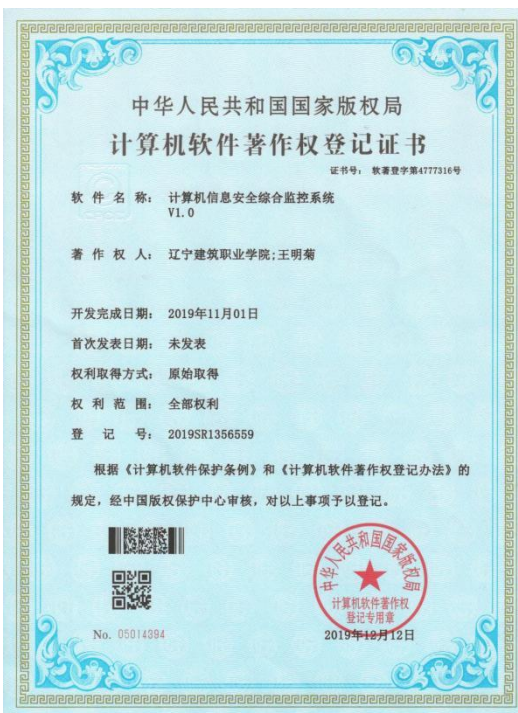 中华人民共和国国家版权局
计算机软件著作权登记证书
证书号： 软著登字第4777316号
软件名称： 计算机信息安全综合监控系统
V1.0
著作权人： 辽宁建筑职业学院;王明菊
开发完成日期： 2019年11月01日
首次发表日期： 未发表
权利取得方式： 原始取得
权利范围： 全部权利
登记号： 2019SR1356559
根据《计算机软件保护条例》和《计算机软件著作权登记办法》的
规定，经中国版权保护中心审核，对以上事项予以登记。
中华人民共和国国家版权局
计算机软件著作权
登记专用章
No. 05014394
2019年12月12日